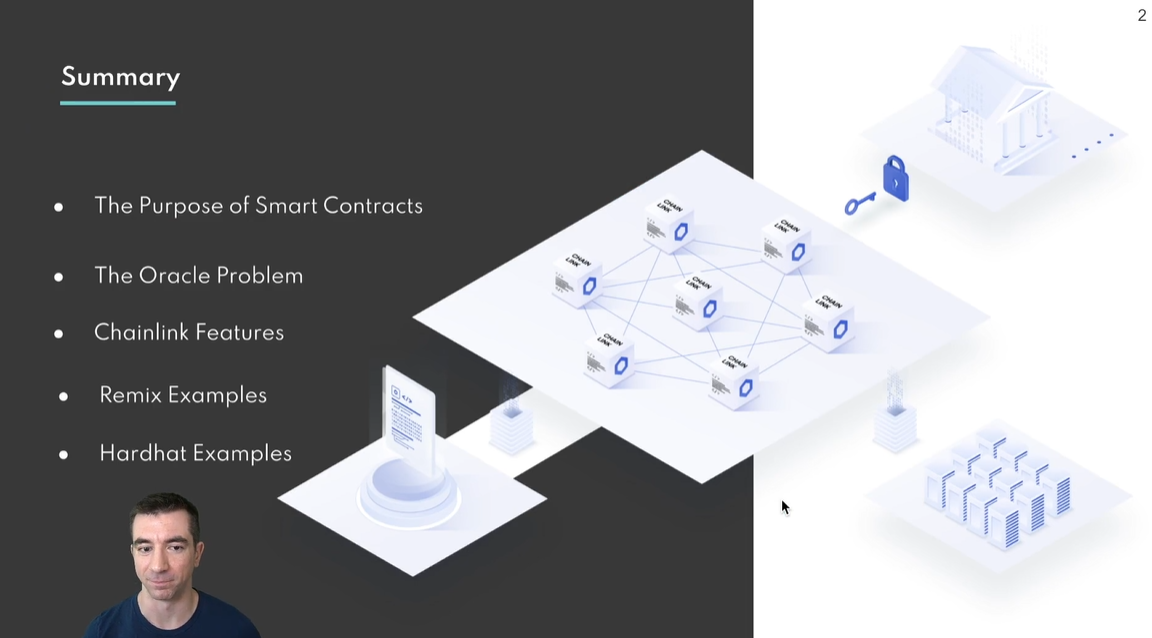 2
Summary
The Purpose of Smart Contracts
The Oracle Problem
Chainlink Features
Remix Examples
Hardhat Examples
CHAIN
LINK
CHAIN
LINK
CHAIN
LINK
CHAIN
LINK
CHAIN
LINK
CHAIN
LINK
CHAIN
LINK
</>